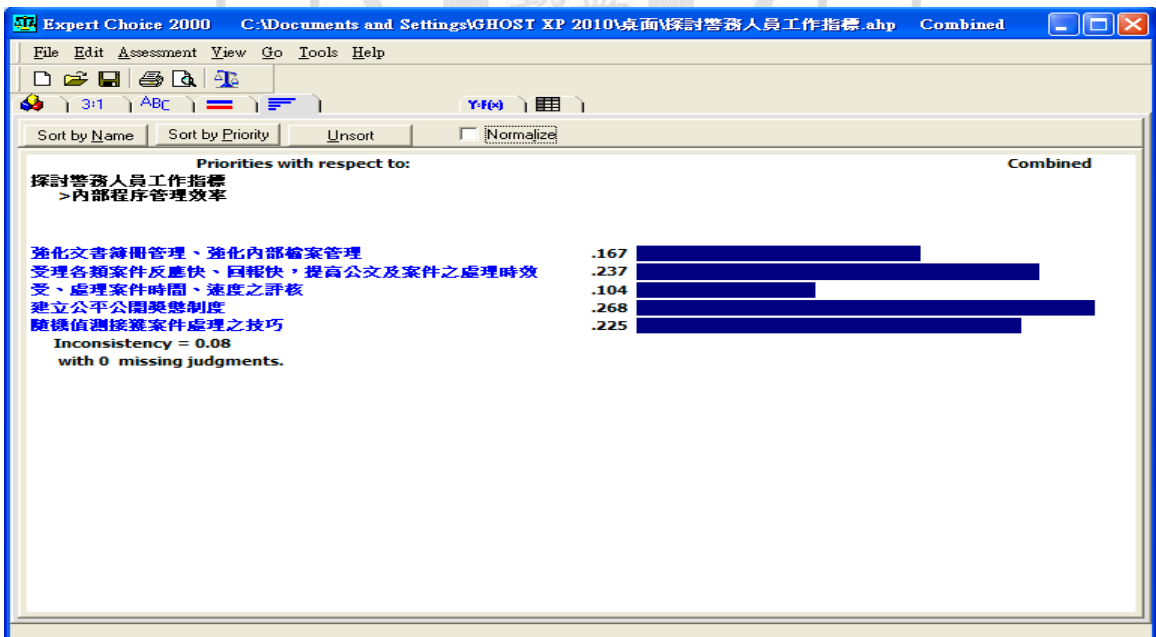 Expert Choice 2000 C:\Documents and Settings\GHOST XP 2010\桌面\探討警務人員工作指標.ahp Combined
File Edit Assessment View Go Tools Help
3:1 ABC Y=F(x)
Sort by Name Sort by Priority Unsort Normalize
Priorities with respect to: Combined
探討警務人員工作指標
>內部程序管理效率
強化文書簿冊管理、強化內部檔案管理 .167
受理各類案件反應快、回報快，提高公文及案件之處理時效 .237
受、處理案件時間、速度之評核 .104
建立公平公開獎懲制度 .268
隨機偵測接獲案件處理之技巧 .225
Inconsistency = 0.08
with 0 missing judgments.